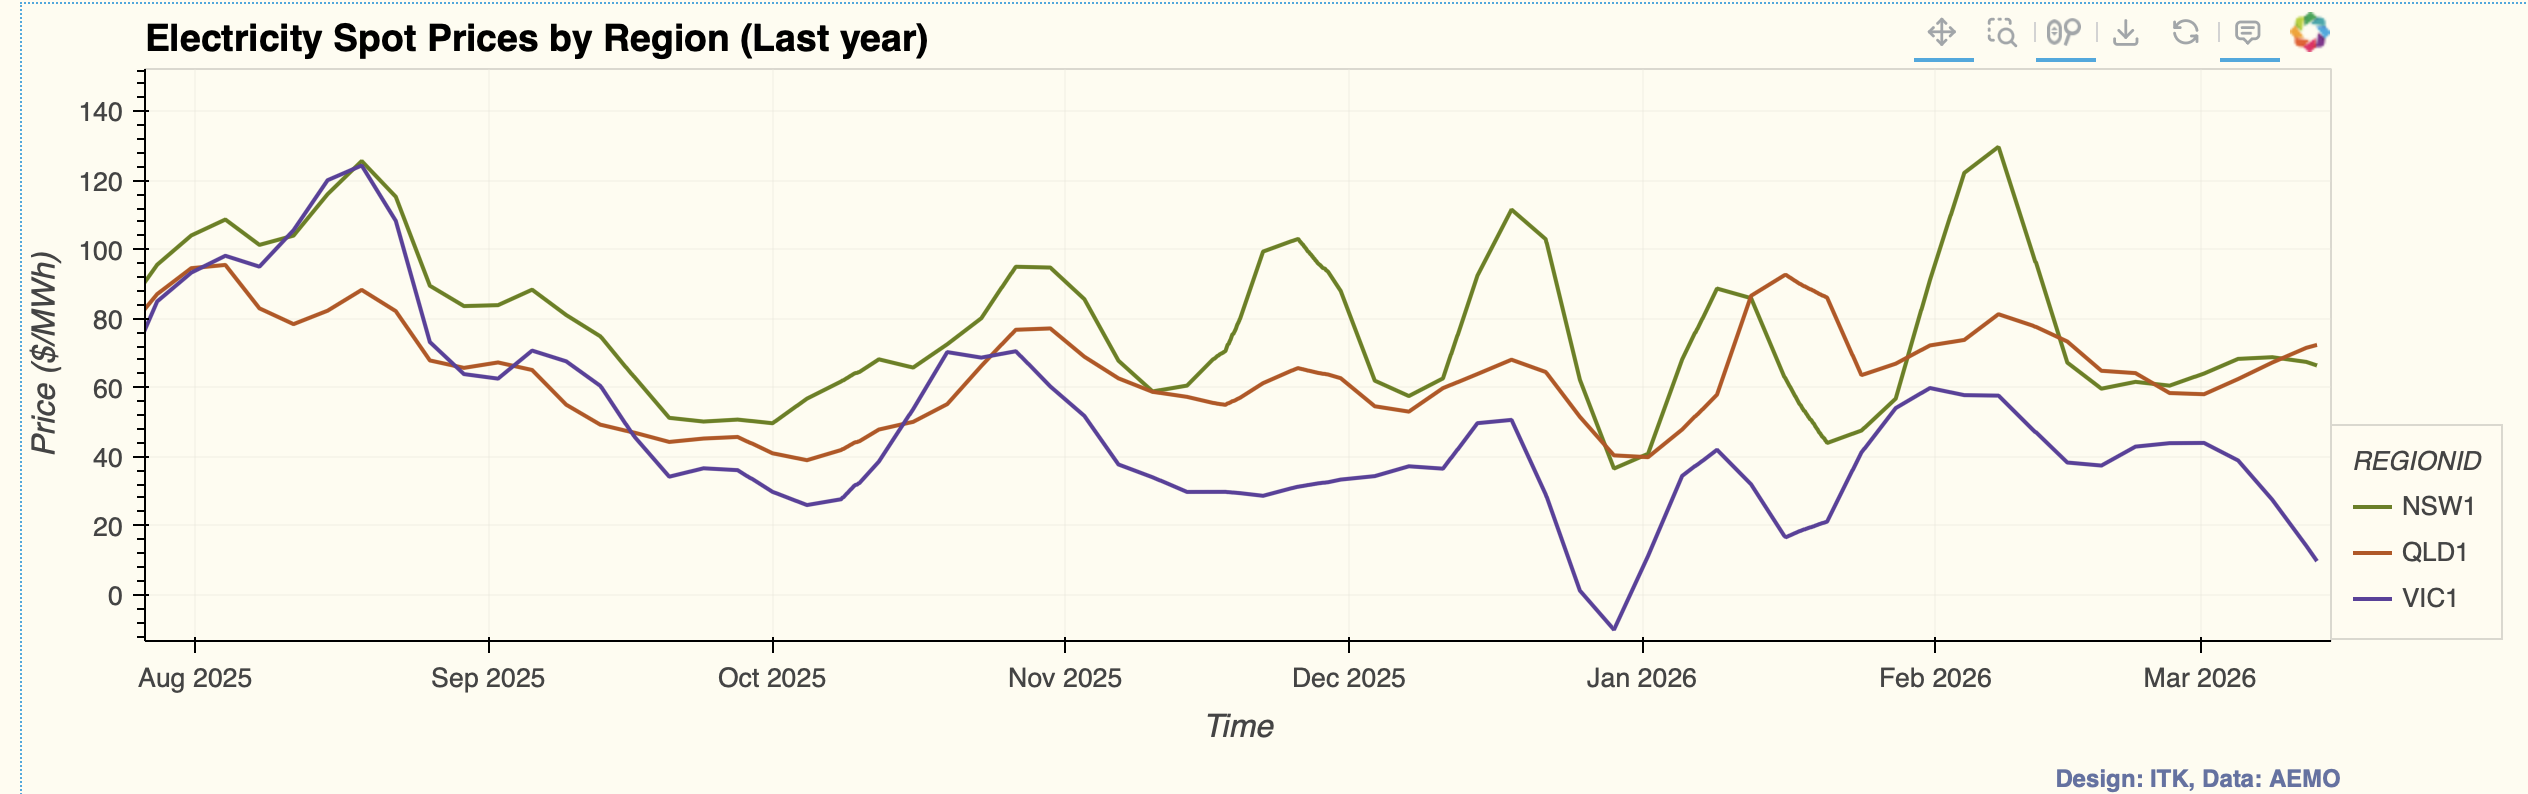 Electricity Spot Prices by Region (Last year)
Price ($/MWh)
140
120
100
80
60
40
20
0
Aug 2025 Sep 2025 Oct 2025 Nov 2025 Dec 2025 Jan 2026 Feb 2026 Mar 2026
Time
REGIONID
NSW1
QLD1
VIC1
Design: ITK, Data: AEMO